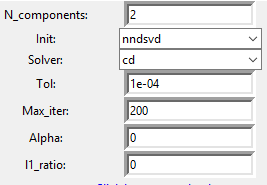 N_components: 2
Init: nndsvd
Solver: cd
Tol: 1e-04
Max_iter: 200
Alpha: 0
l1_ratio: 0